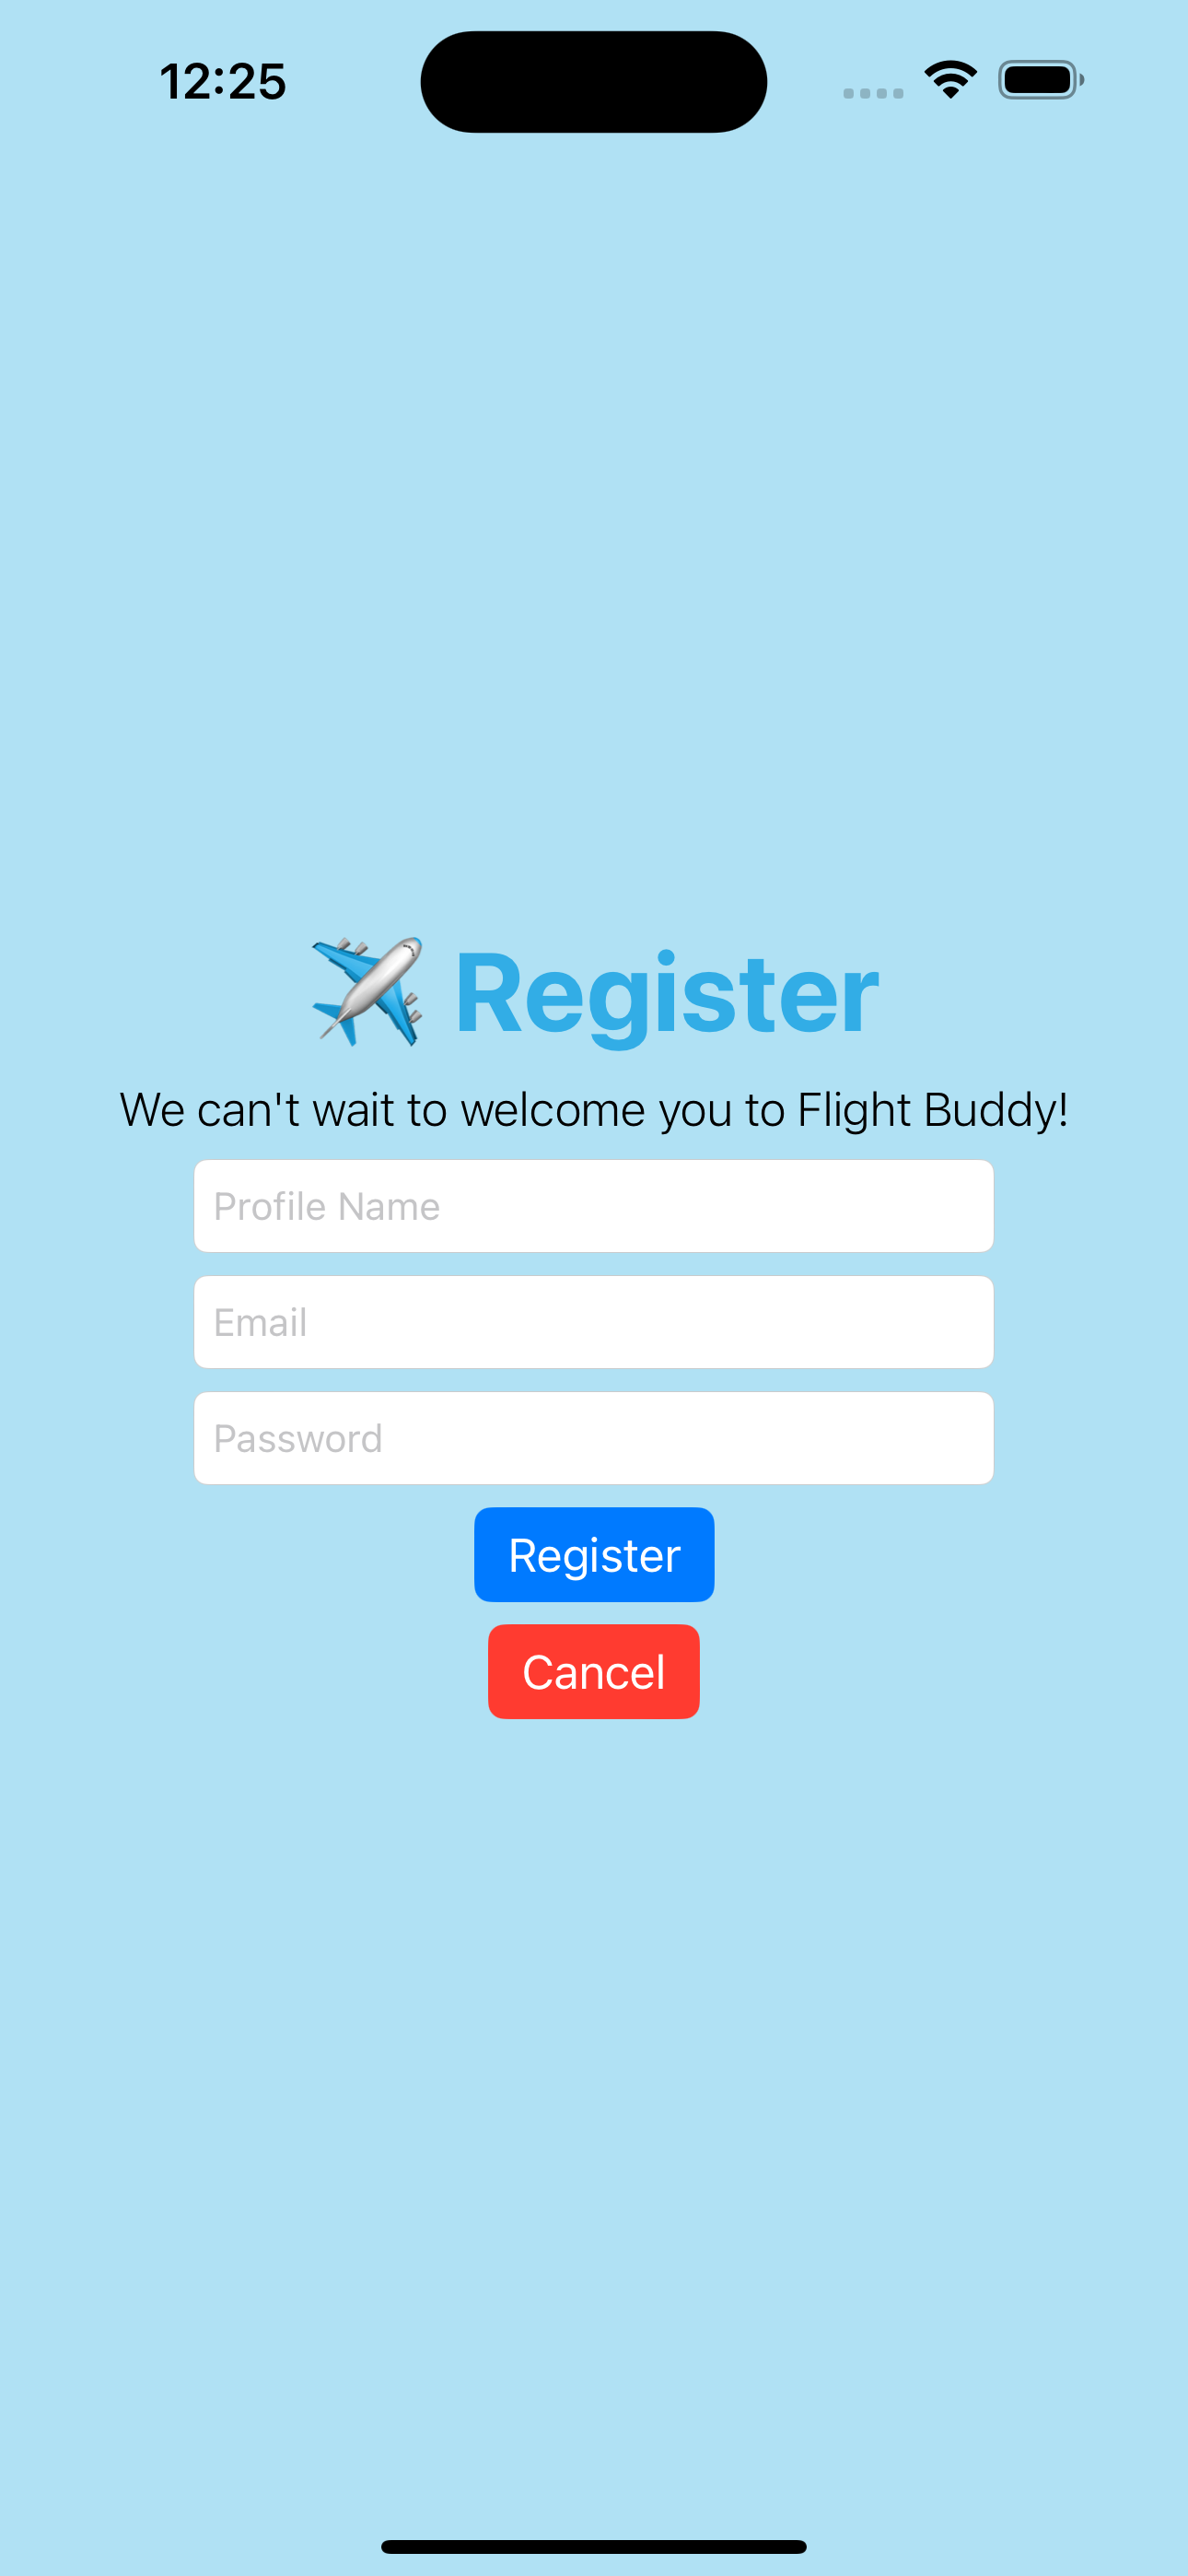 12:25
✈️ Register
We can't wait to welcome you to Flight Buddy!
Profile Name
Email
Password
Register
Cancel